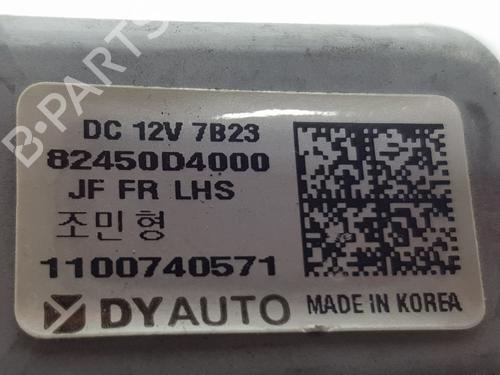 B-PARTS
DC 12V 7B23
82450D4000
JF FR LHS
조민형
1100740571
DYAUTO MADE IN KOREA